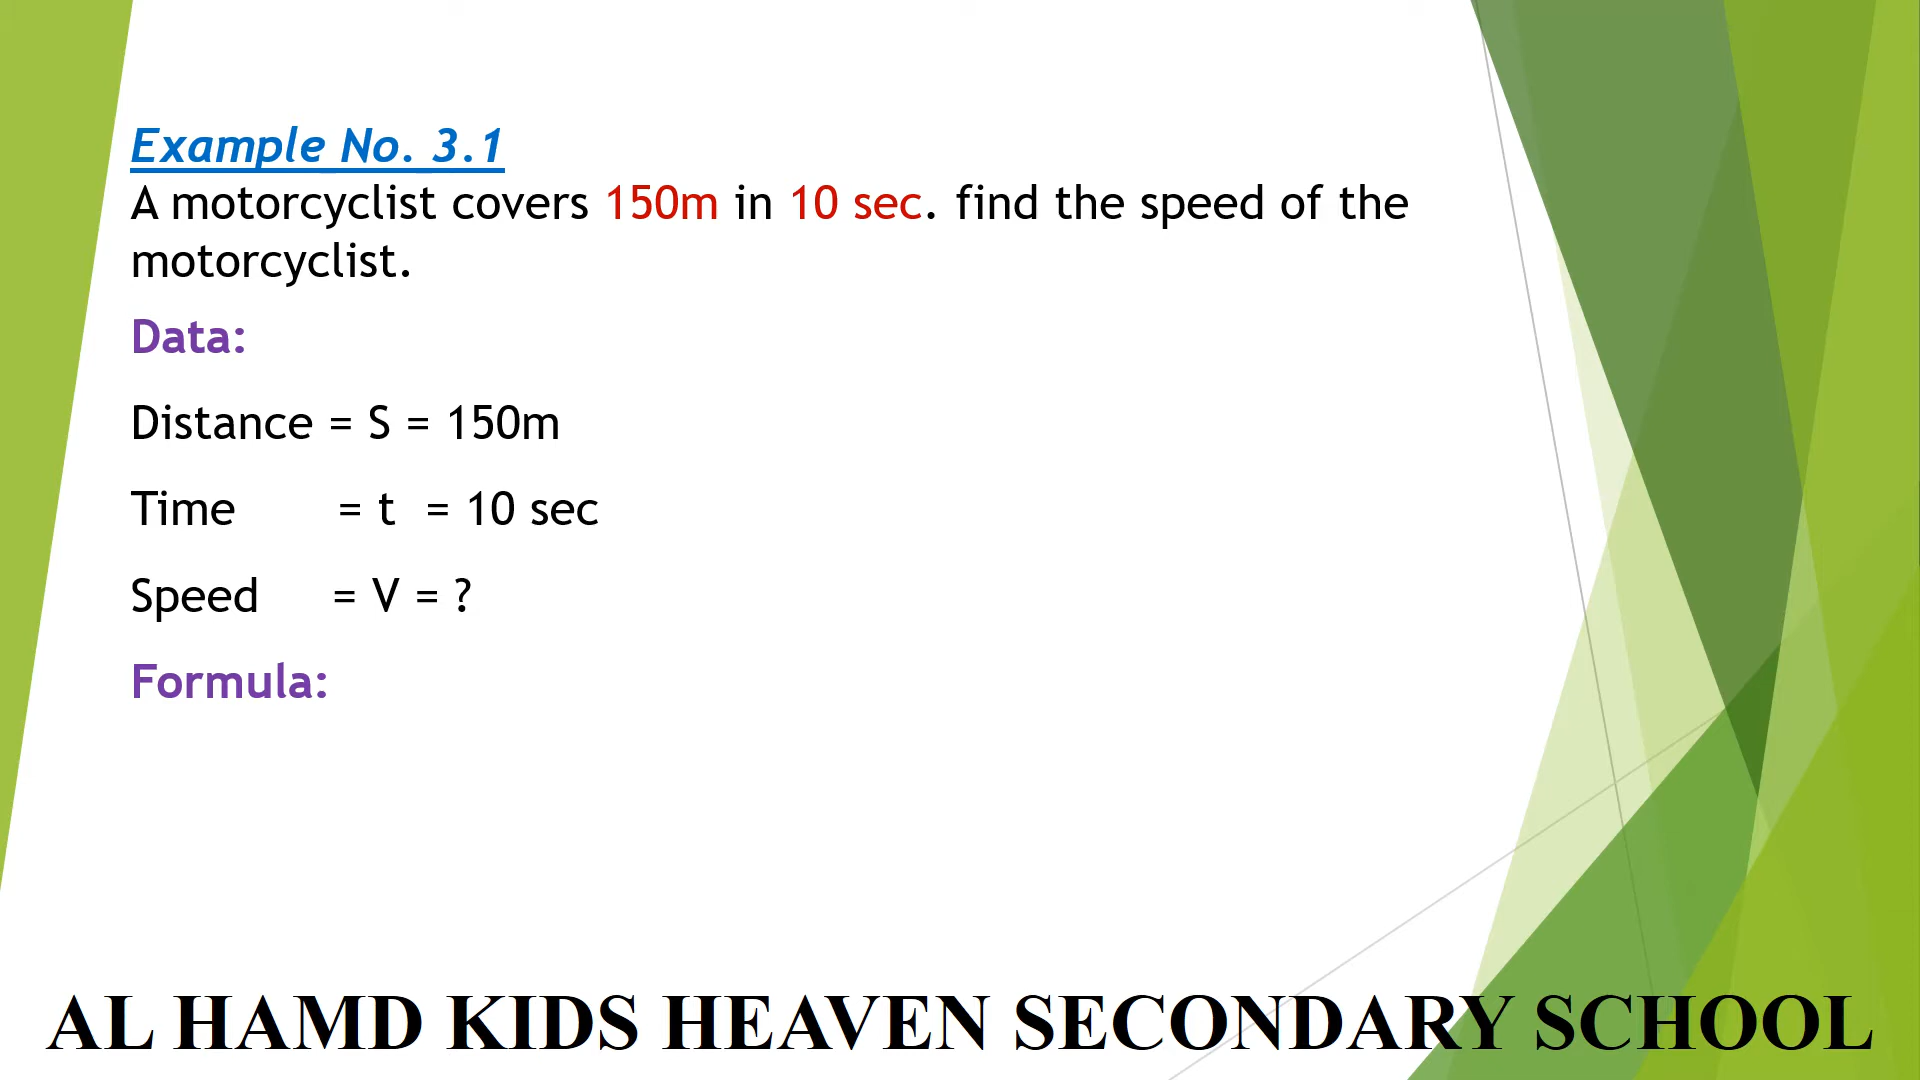 Example No. 3.1
A motorcyclist covers 150m in 10 sec. find the speed of the
motorcyclist.
Data:
Distance = S = 150m
Time = t = 10 sec
Speed = V = ?
Formula:
AL HAMD KIDS HEAVEN SECONDARY SCHOOL